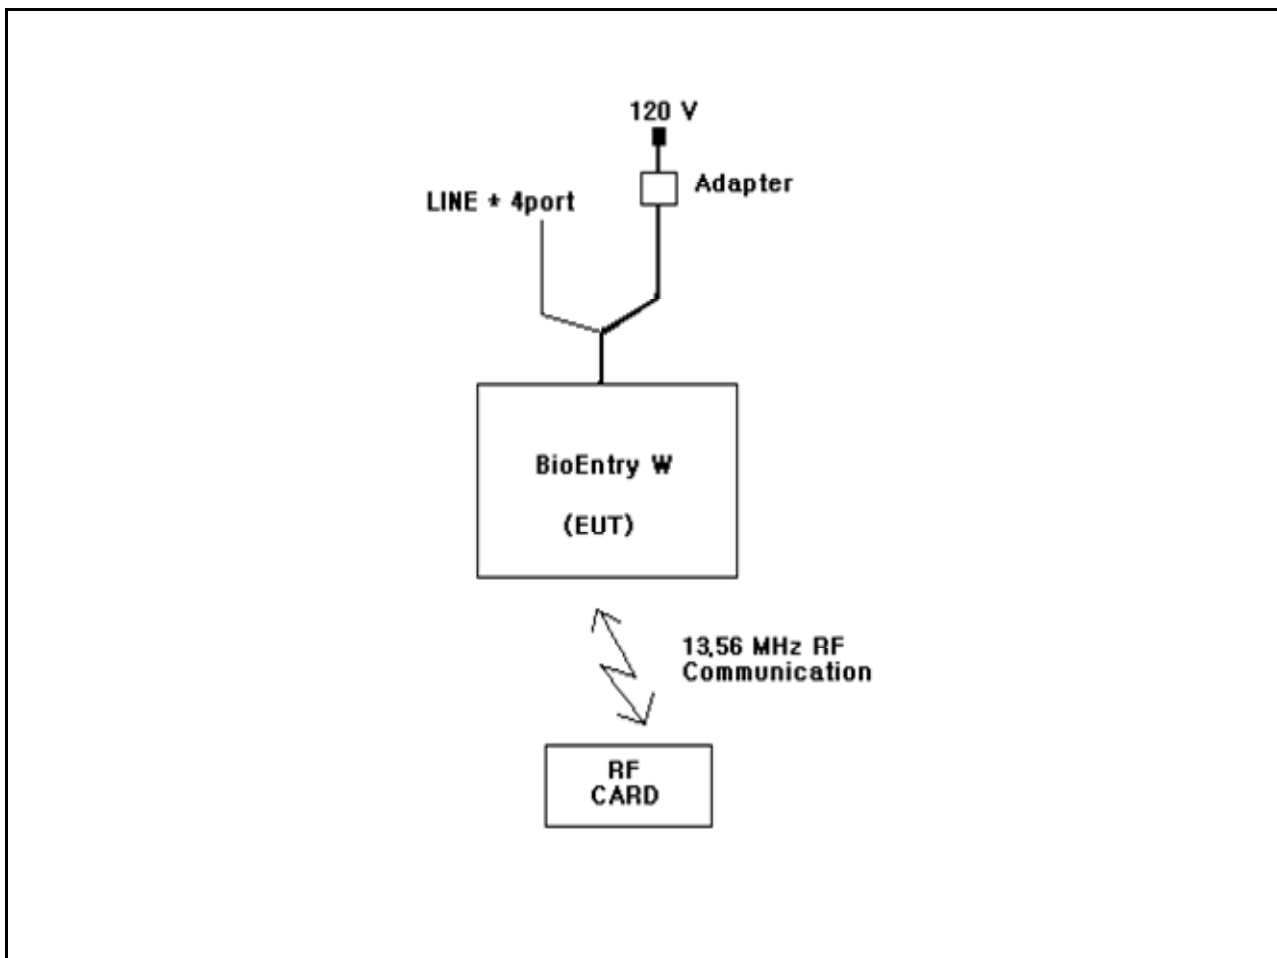 120 V
Adapter
LINE * 4port
BioEntry W
(EUT)
13,56 MHz RF
Communication
RF
CARD